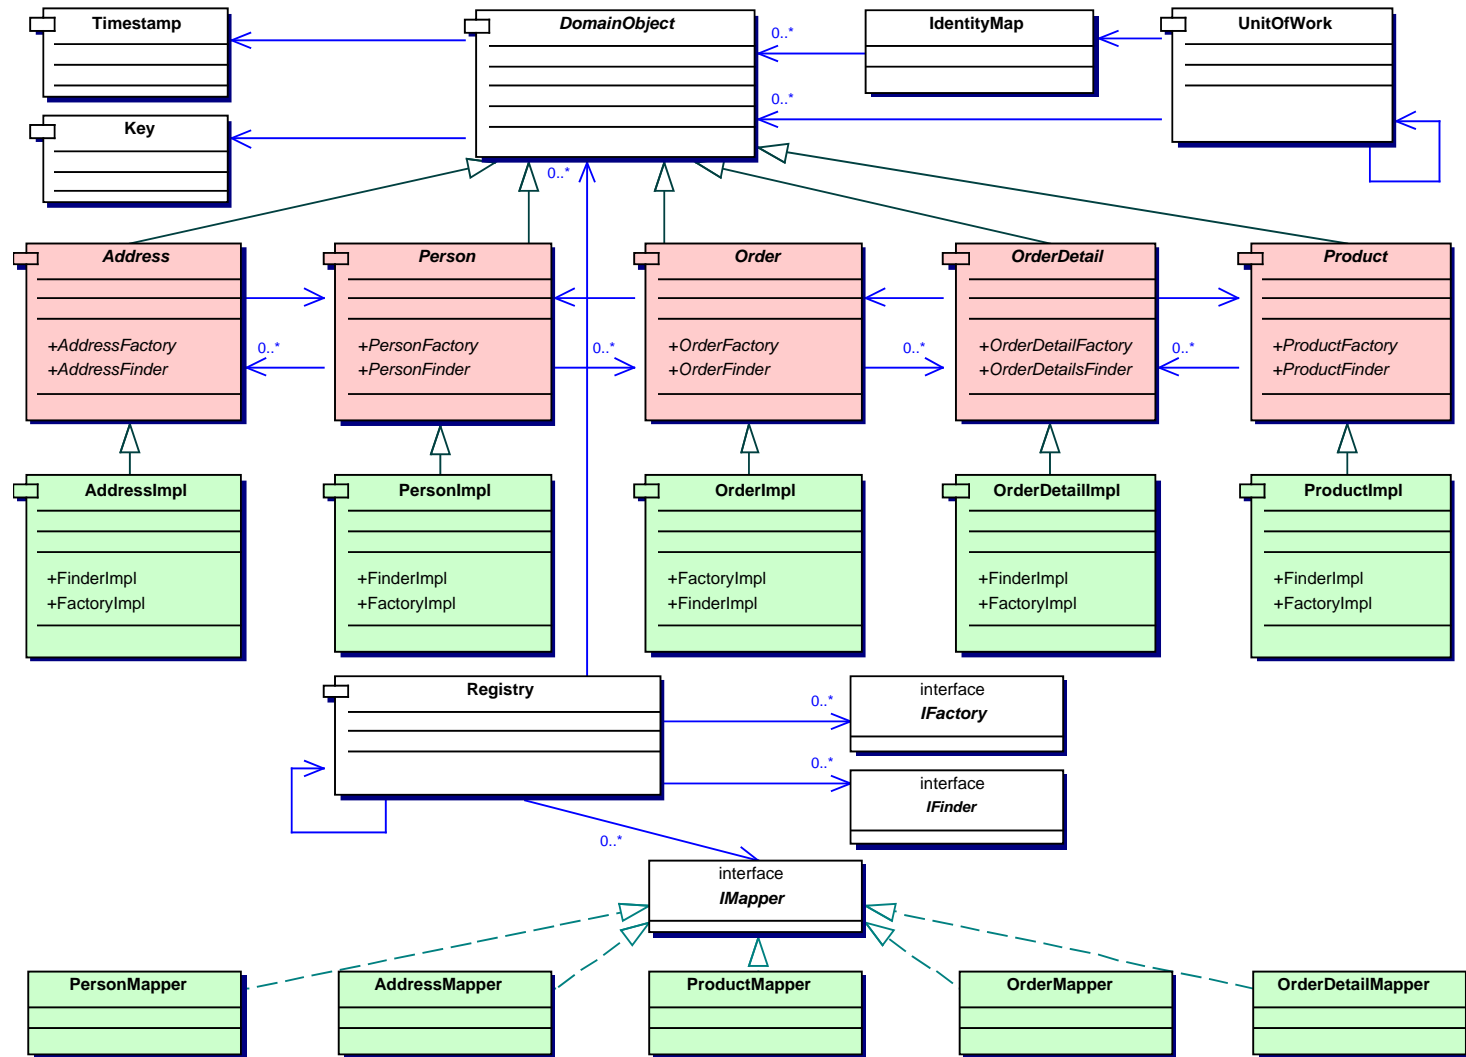 Timestamp
DomainObject
IdentityMap
UnitOfWork
0..*
0..*
Key
0..*
Address
Person
Order
OrderDetail
Product
+AddressFactory
+AddressFinder
0..*
+PersonFactory
+PersonFinder
0..*
+OrderFactory
+OrderFinder
0..*
+OrderDetailFactory
+OrderDetailsFinder
0..*
+ProductFactory
+ProductFinder
AddressImpl
PersonImpl
OrderImpl
OrderDetailImpl
ProductImpl
+FinderImpl
+FactoryImpl
+FinderImpl
+FactoryImpl
+FactoryImpl
+FinderImpl
+FinderImpl
+FactoryImpl
+FinderImpl
+FactoryImpl
Registry
0..*
interface
IFactory
0..*
interface
IFinder
0..*
interface
IMapper
PersonMapper
AddressMapper
ProductMapper
OrderMapper
OrderDetailMapper